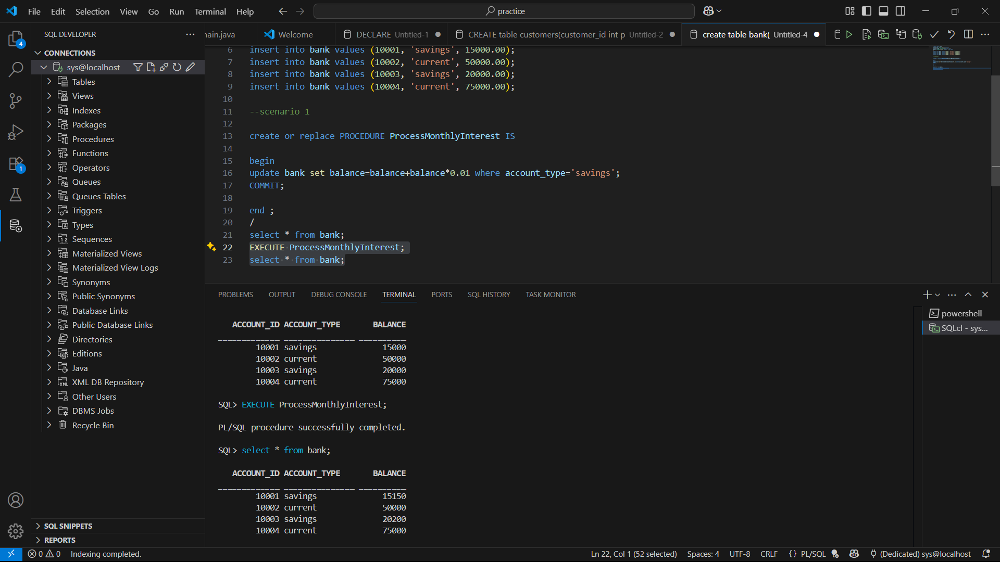 File Edit Selection View Go Run Terminal Help
practice
SQL DEVELOPER
CONNECTIONS
sys@localhost
Tables
Views
Indexes
Packages
Procedures
Functions
Operators
Queues
Queues Tables
Triggers
Types
Sequences
Materialized Views
Materialized View Logs
Synonyms
Public Synonyms
Database Links
Public Database Links
Directories
Editions
Java
XML DB Repository
Other Users
DBMS Jobs
Recycle Bin
SQL SNIPPETS
REPORTS
4
1
ain.java Welcome DECLARE Untitled-1 CREATE table customers(customer_id int p Untitled-2 create table bank( Untitled-4
6 insert into bank values (10001, 'savings', 15000.00);
7 insert into bank values (10002, 'current', 50000.00);
8 insert into bank values (10003, 'savings', 20000.00);
9 insert into bank values (10004, 'current', 75000.00);
10
11 --scenario 1
12
13 create or replace PROCEDURE ProcessMonthlyInterest IS
14
15 begin
16 update bank set balance=balance+balance*0.01 where account_type='savings';
17 COMMIT;
18
19 end ;
20 /
21 select * from bank;
22 EXECUTE ProcessMonthlyInterest;
23 select * from bank;
PROBLEMS OUTPUT DEBUG CONSOLE TERMINAL PORTS SQL HISTORY TASK MONITOR
ACCOUNT_ID ACCOUNT_TYPE BALANCE
_____________ _______________ __________
10001 savings 15000
10002 current 50000
10003 savings 20000
10004 current 75000
SQL> EXECUTE ProcessMonthlyInterest;
PL/SQL procedure successfully completed.
SQL> select * from bank;
ACCOUNT_ID ACCOUNT_TYPE BALANCE
_____________ _______________ __________
10001 savings 15150
10002 current 50000
10003 savings 20200
10004 current 75000
powershell
SQLcl - sys...
0 0 Indexing completed.
Ln 22, Col 1 (52 selected) Spaces: 4 UTF-8 CRLF {} PL/SQL (Dedicated) sys@localhost